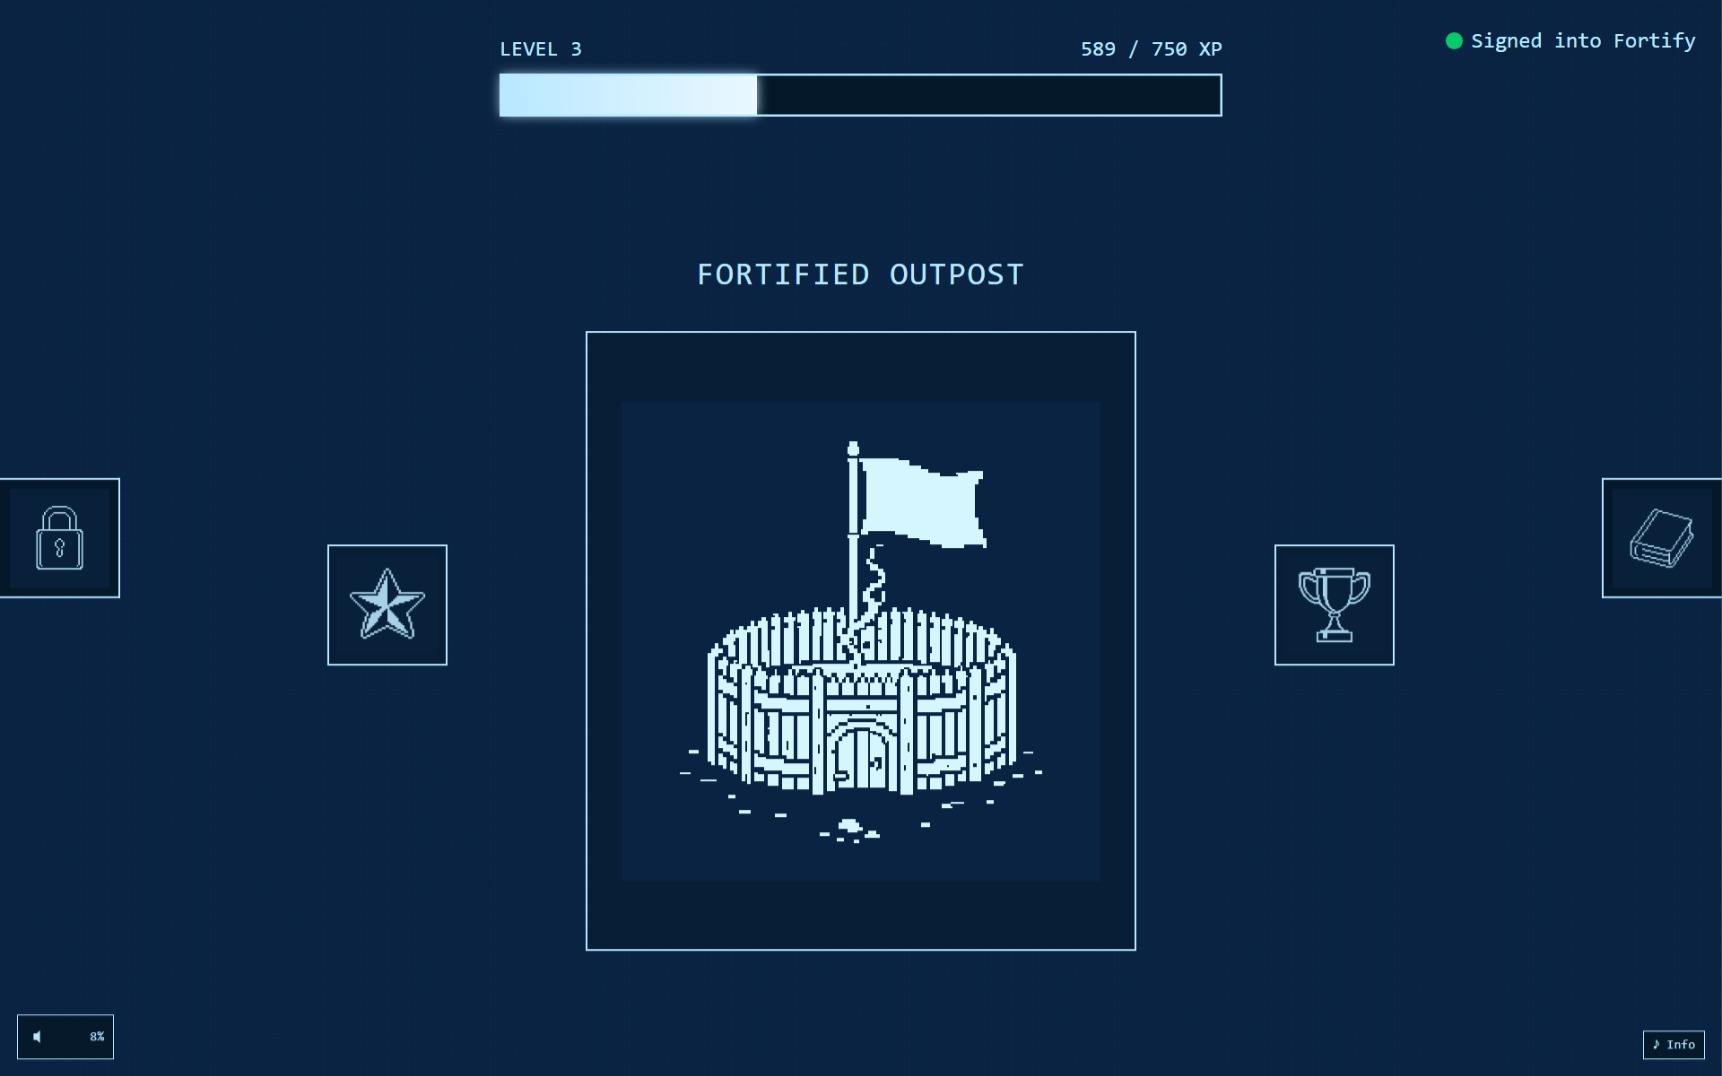 LEVEL 3
589 / 750 XP
Signed into Fortify
FORTIFIED OUTPOST
8%
♪ Info